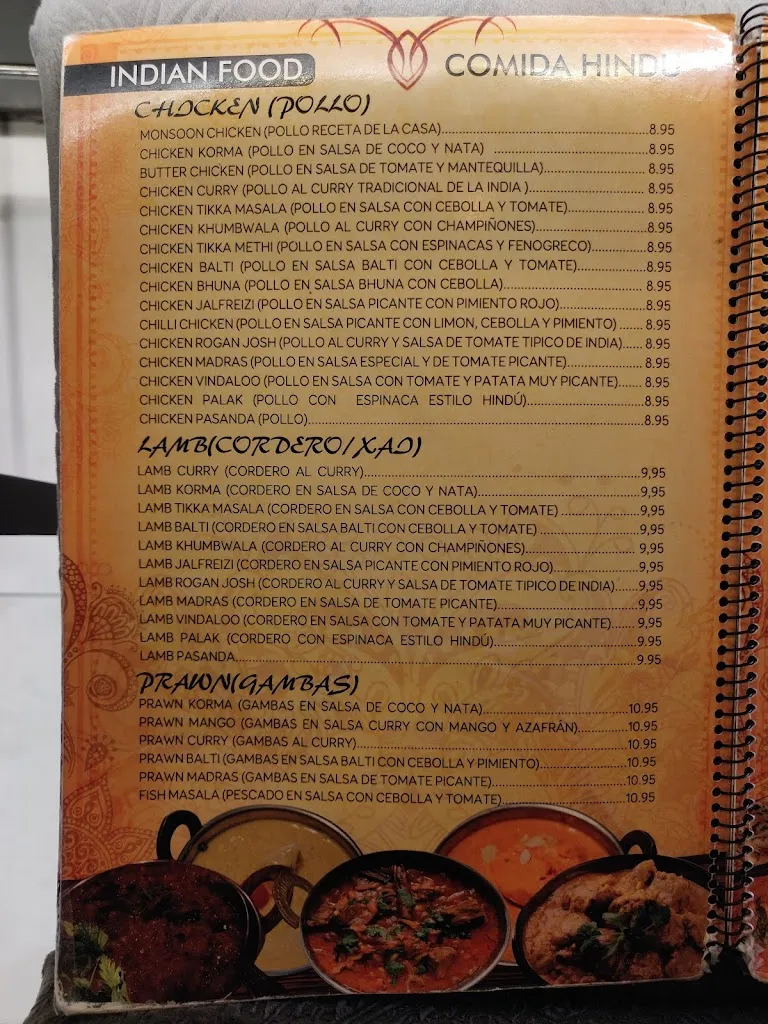 INDIAN FOOD
COMIDA HINDU
CHICKEN (POLLO)
MONSOON CHICKEN (POLLO RECETA DE LA CASA)..........8.95
CHICKEN KORMA (POLLO EN SALSA DE COCO Y NATA) ..........8.95
BUTTER CHICKEN (POLLO EN SALSA DE TOMATE Y MANTEQUILLA).......... 8.95
CHICKEN CURRY (POLLO AL CURRY TRADICIONAL DE LA INDIA ).......... 8.95
CHICKEN TIKKA MASALA (POLLO EN SALSA CON CEBOLLA Y TOMATE).......... 8.95
CHICKEN KHUMBWALA (POLLO AL CURRY CON CHAMPIÑONES)..........8.95
CHICKEN TIKKA METHI (POLLO EN SALSA CON ESPINACAS Y FENOGRECO)..........8.95
CHICKEN BALTI (POLLO EN SALSA BALTI CON CEBOLLA Y TOMATE)..........8.95
CHICKEN BHUNA (POLLO EN SALSA BHUNA CON CEBOLLA).......... 8.95
CHICKEN JALFREIZI (POLLO EN SALSA PICANTE CON PIMIENTO ROJO)..........8.95
CHILLI CHICKEN (POLLO EN SALSA PICANTE CON LIMON, CEBOLLA Y PIMIENTO) ...... 8.95
CHICKEN ROGAN JOSH (POLLO AL CURRY Y SALSA DE TOMATE TIPICO DE INDIA)..... 8.95
CHICKEN MADRAS (POLLO EN SALSA ESPECIAL Y DE TOMATE PICANTE).......... 8.95
CHICKEN VINDALOO (POLLO EN SALSA CON TOMATE Y PATATA MUY PICANTE)...... 8.95
CHICKEN PALAK (POLLO CON ESPINACA ESTILO HINDÚ)..........8.95
CHICKEN PASANDA (POLLO)..........8.95
LAMB(CORDERO/XAI)
LAMB CURRY (CORDERO AL CURRY)..........9,95
LAMB KORMA (CORDERO EN SALSA DE COCO Y NATA)..........9,95
LAMB TIKKA MASALA (CORDERO EN SALSA CON CEBOLLA Y TOMATE) ..........9,95
LAMB BALTI (CORDERO EN SALSA BALTI CON CEBOLLA Y TOMATE) ..........9,95
LAMB KHUMBWALA (CORDERO AL CURRY CON CHAMPIÑONES).......... 9,95
LAMB JALFREIZI (CORDERO EN SALSA PICANTE CON PIMIENTO ROJO)..........9,95
LAMB ROGAN JOSH (CORDERO AL CURRY Y SALSA DE TOMATE TIPICO DE INDIA)......9,95
LAMB MADRAS (CORDERO EN SALSA DE TOMATE PICANTE)..........9,95
LAMB VINDALOO (CORDERO EN SALSA CON TOMATE Y PATATA MUY PICANTE)...... 9,95
LAMB PALAK (CORDERO CON ESPINACA ESTILO HINDÚ)..........9.95
LAMB PASANDA..........9 95
PRAWN(GAMBAS)
PRAWN KORMA (GAMBAS EN SALSA DE COCO Y NATA)..........10.95
PRAWN MANGO (GAMBAS EN SALSA CURRY CON MANGO Y AZAFRÁN)..........10.95
PRAWN CURRY (GAMBAS AL CURRY)..........10.95
PRAWN BALTI (GAMBAS EN SALSA BALTI CON CEBOLLA Y PIMIENTO)..........10.95
PRAWN MADRAS (GAMBAS EN SALSA DE TOMATE PICANTE)..........10.95
FISH MASALA (PESCADO EN SALSA CON CEBOLLA Y TOMATE)..........10.95